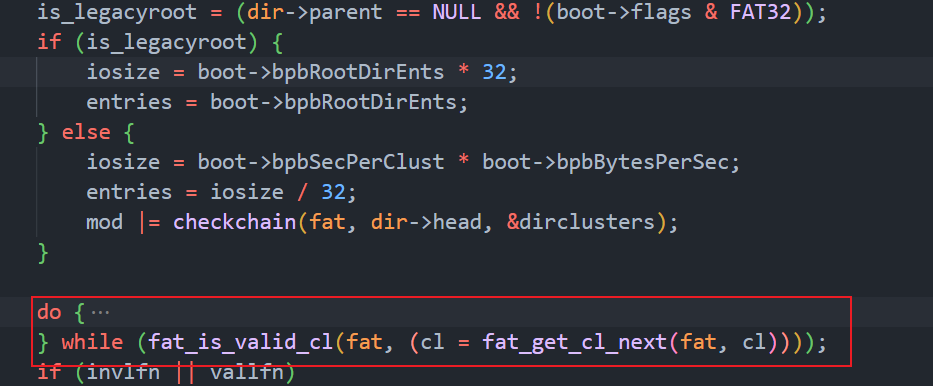 is_legacyroot = (dir->parent == NULL && !(boot->flags & FAT32));
if (is_legacyroot) {
iosize = boot->bpbRootDirEnts * 32;
entries = boot->bpbRootDirEnts;
} else {
iosize = boot->bpbSecPerClust * boot->bpbBytesPerSec;
entries = iosize / 32;
mod |= checkchain(fat, dir->head, &dirclusters);
}
do {···
} while (fat_is_valid_cl(fat, (cl = fat_get_cl_next(fat, cl))));
if (invlfn || vallfn)